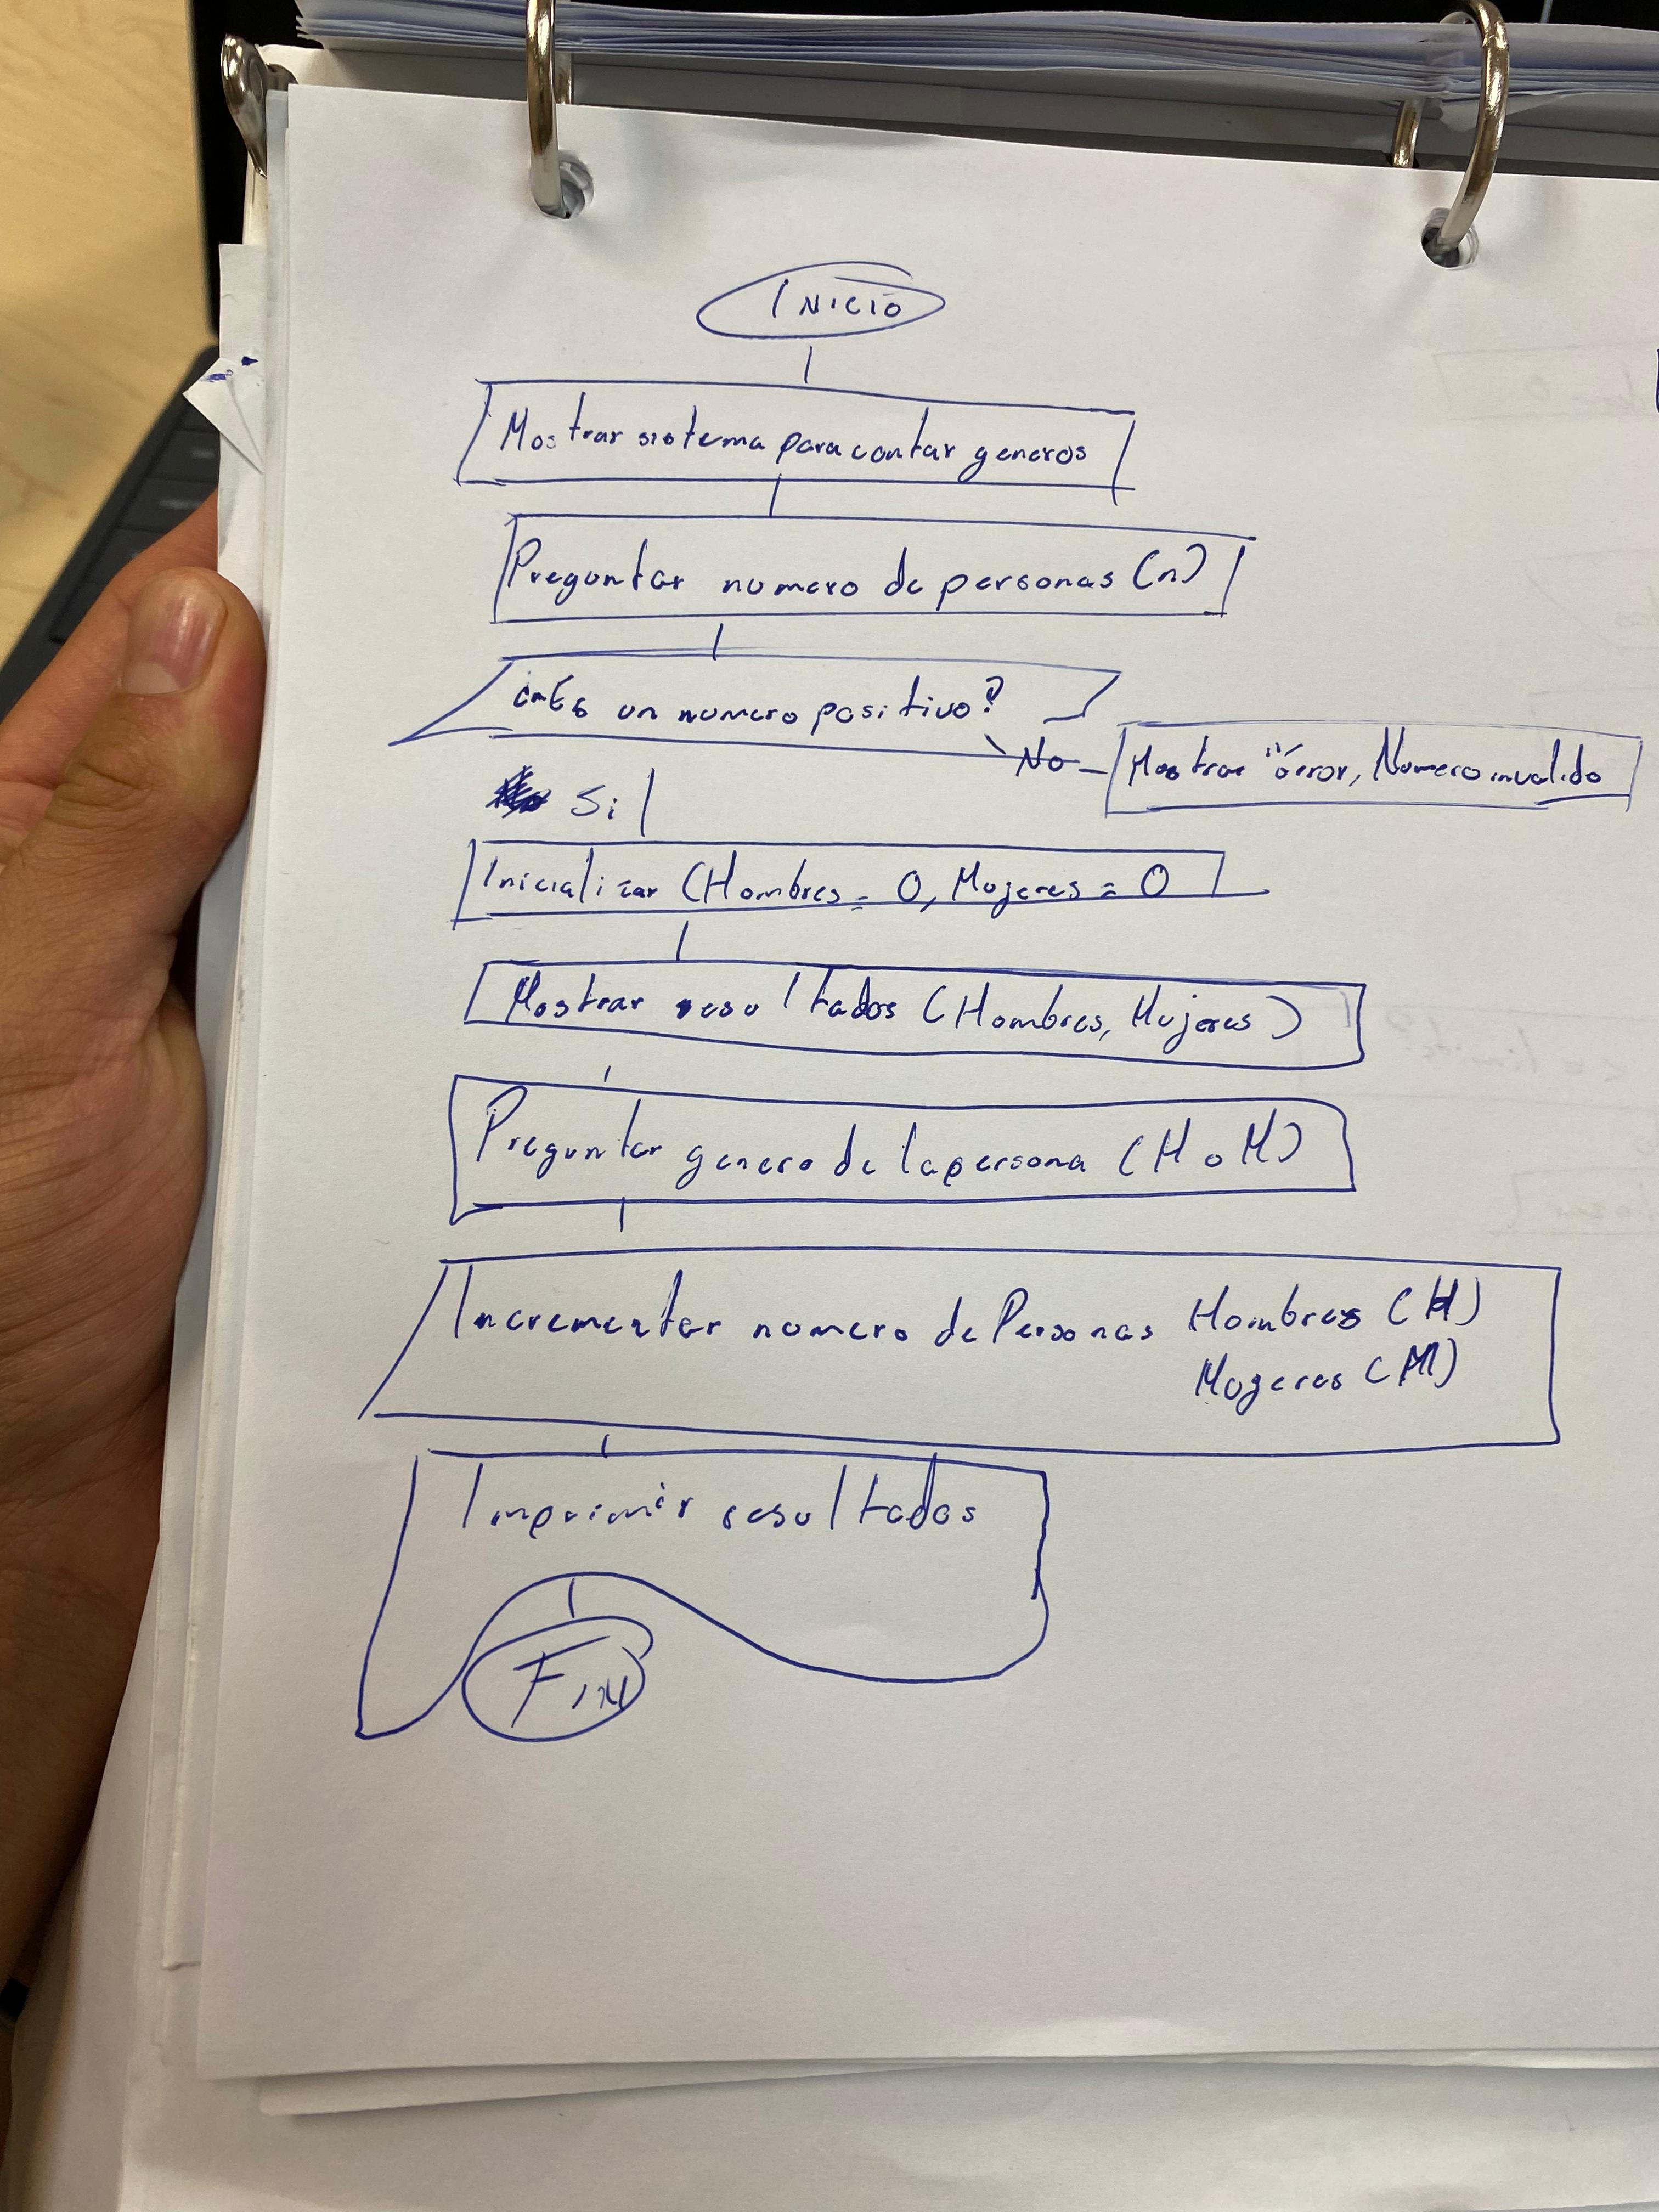 INICIO
Mostrar sistema para contar generos
Preguntar numero de personas (n)
¿Es un numero positivo?
No
Mostrar "error, Numero invalido
Si
Inicializar (Hombres = 0, Mujeres = 0
Mostrar resultados (Hombres, Mujeres)
Preguntar genero de la persona (H o M)
Incrementar numero de Personas Hombres (H)
Mugeres (M)
Imprimir resultados
FIN